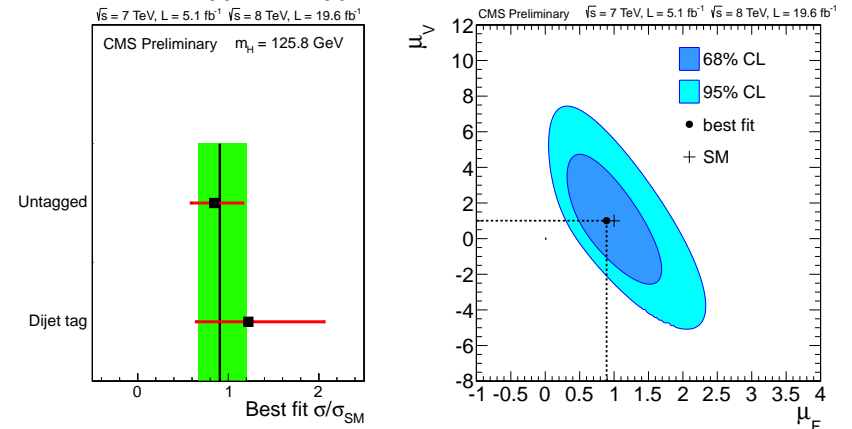 √s = 7 TeV, L = 5.1 fb⁻¹ √s = 8 TeV, L = 19.6 fb⁻¹
CMS Preliminary m_H = 125.8 GeV
Untagged
Dijet tag
0 1 2
Best fit σ/σ_SM
CMS Preliminary √s = 7 TeV, L = 5.1 fb⁻¹ √s = 8 TeV, L = 19.6 fb⁻¹
μ_V
12
10
8
6
4
2
0
-2
-4
-6
-8
68% CL
95% CL
best fit
SM
-1 -0.5 0 0.5 1 1.5 2 2.5 3 3.5 4
μ_F